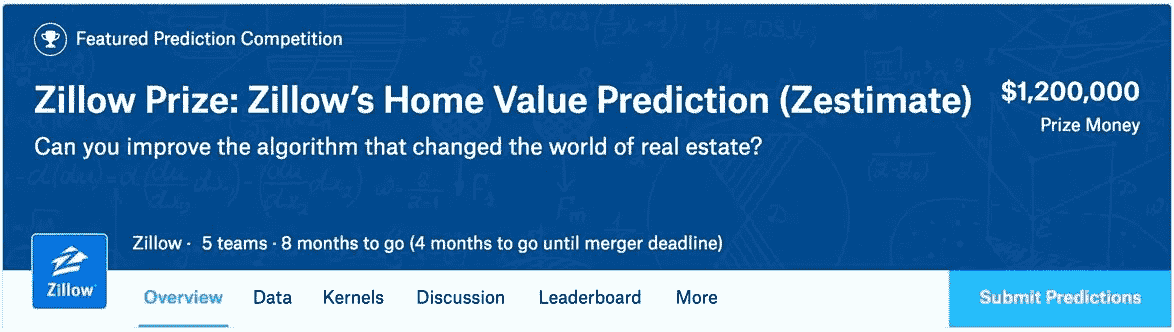 Featured Prediction Competition
Zillow Prize: Zillow's Home Value Prediction (Zestimate)
$1,200,000
Prize Money
Can you improve the algorithm that changed the world of real estate?
Zillow · 5 teams · 8 months to go (4 months to go until merger deadline)
Zillow
Overview Data Kernels Discussion Leaderboard More Submit Predictions